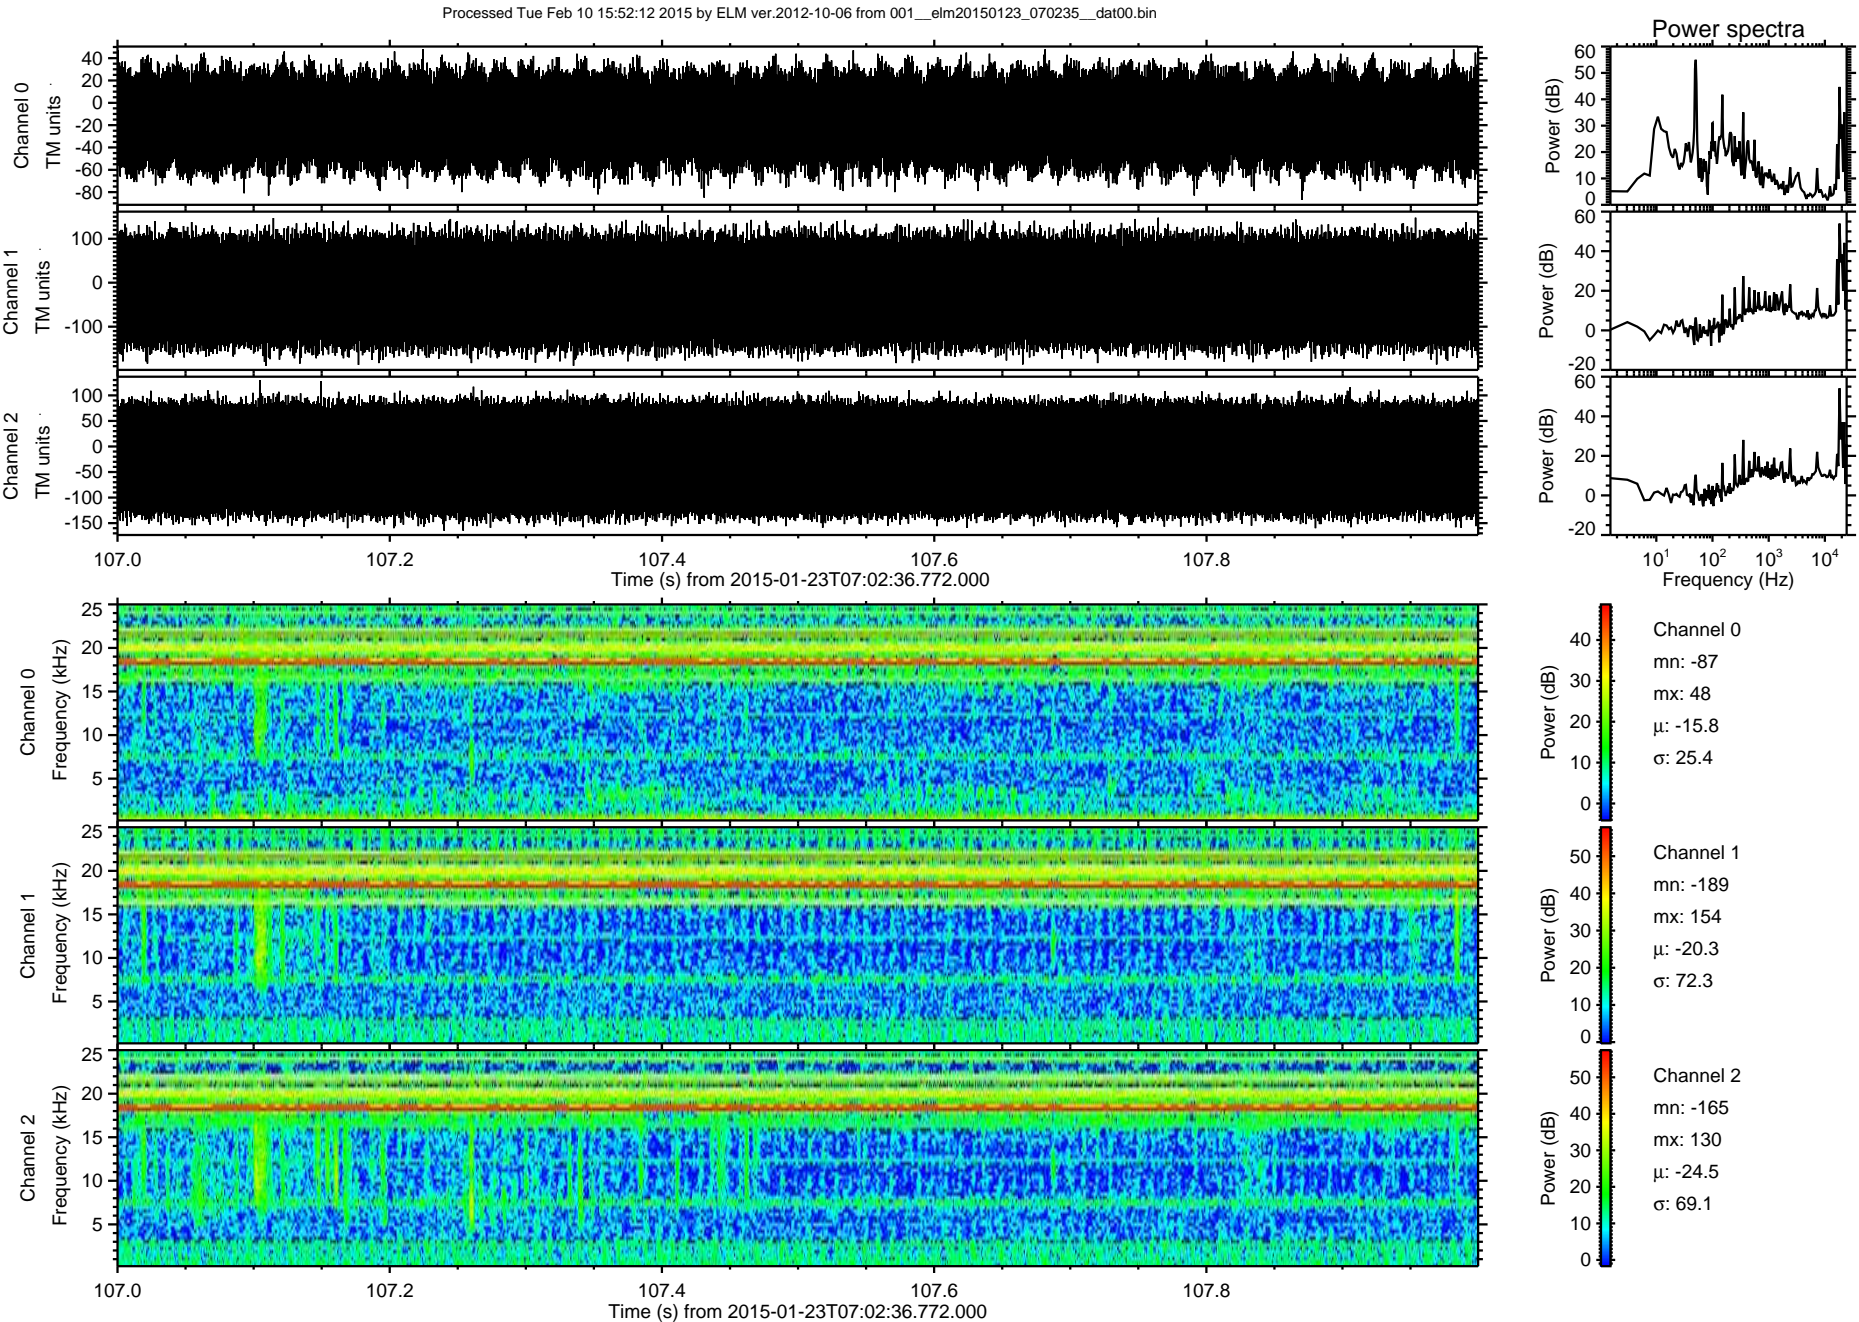 Processed Tue Feb 10 15:52:12 2015 by ELM ver.2012-10-06 from 001__elm20150123_070235__dat00.bin
Power spectra
Channel 0
TM units
40
20
0
-20
-40
-60
-80
Power (dB)
60
50
40
30
20
10
0
Channel 1
TM units
100
0
-100
Power (dB)
60
40
20
0
-20
Channel 2
TM units
100
50
0
-50
-100
-150
Power (dB)
60
40
20
0
-20
107.0 107.2 107.4 107.6 107.8
Time (s) from 2015-01-23T07:02:36.772.000
10^1 10^2 10^3 10^4
Frequency (Hz)
Channel 0
Frequency (kHz)
25
20
15
10
5
Power (dB)
40
30
20
10
0
Channel 0
mn: -87
mx: 48
μ: -15.8
σ: 25.4
Channel 1
Frequency (kHz)
25
20
15
10
5
Power (dB)
50
40
30
20
10
0
Channel 1
mn: -189
mx: 154
μ: -20.3
σ: 72.3
Channel 2
Frequency (kHz)
25
20
15
10
5
Power (dB)
50
40
30
20
10
0
Channel 2
mn: -165
mx: 130
μ: -24.5
σ: 69.1
107.0 107.2 107.4 107.6 107.8
Time (s) from 2015-01-23T07:02:36.772.000